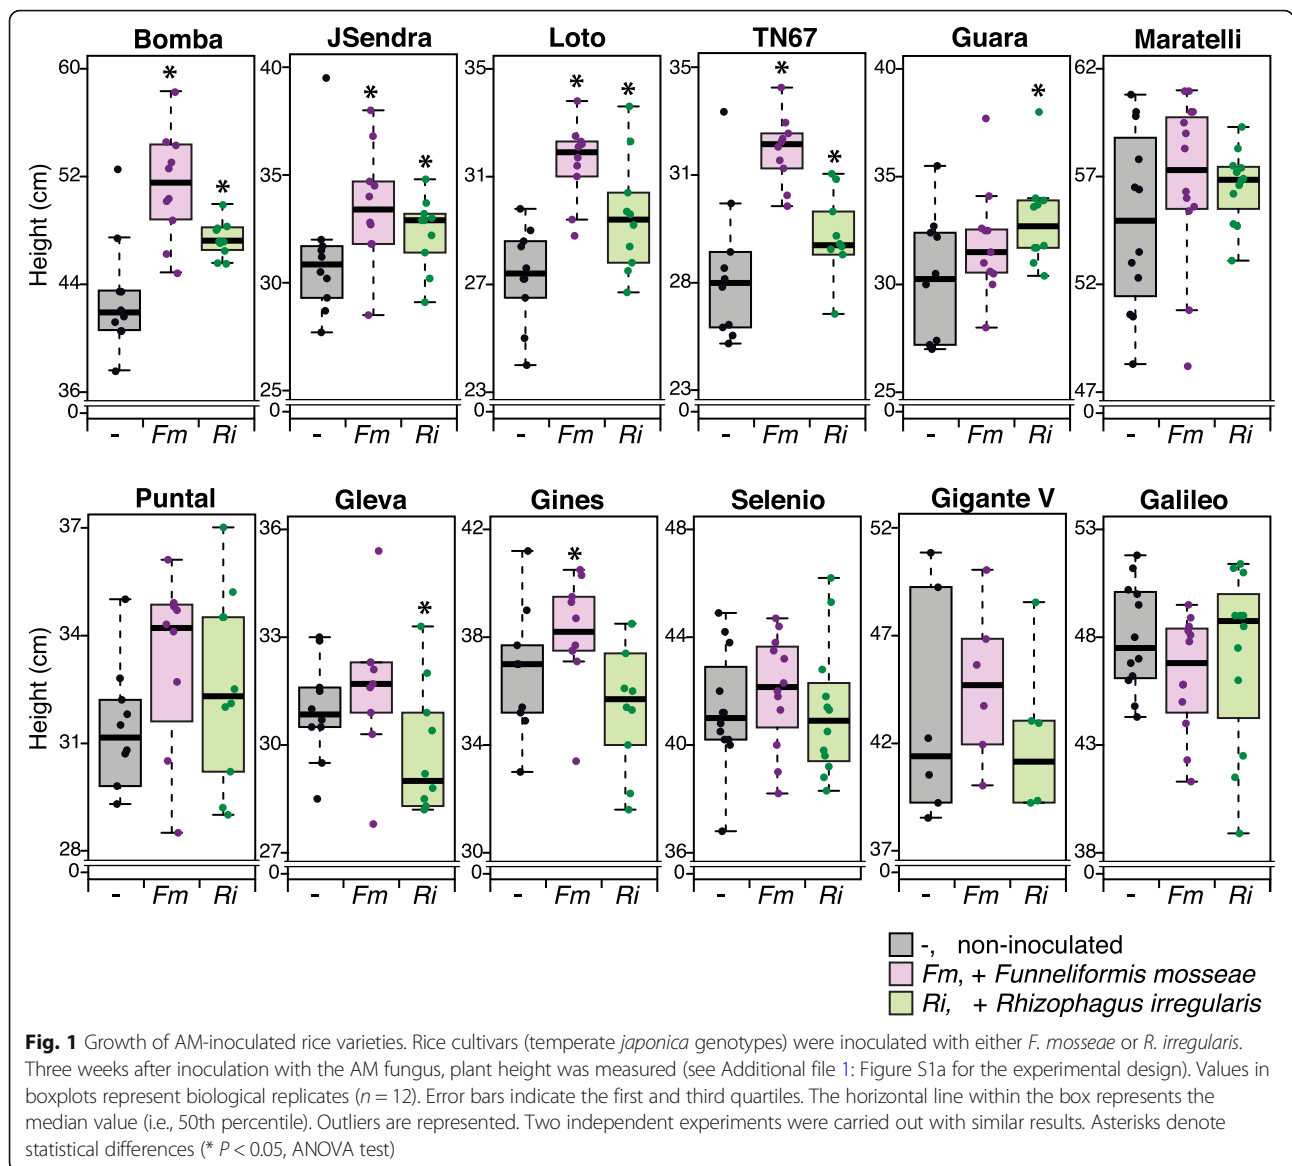 Bomba JSendra Loto TN67 Guara Maratelli
60 40 35 35 40 62
* * * * * * * * *
52 35 31 31 35 57
Height (cm)
44 30 27 28 30 52
36 25 23 23 25 47
0 0 0 0 0 0
- Fm Ri - Fm Ri - Fm Ri - Fm Ri - Fm Ri - Fm Ri
Puntal Gleva Gines Selenio Gigante V Galileo
37 36 42 48 52 53
* *
34 33 38 44 47 48
Height (cm)
31 30 34 40 42 43
28 27 30 36 37 38
0 0 0 0 0 0
- Fm Ri - Fm Ri - Fm Ri - Fm Ri - Fm Ri - Fm Ri
-, non-inoculated
Fm, + Funneliformis mosseae
Ri, + Rhizophagus irregularis
Fig. 1 Growth of AM-inoculated rice varieties. Rice cultivars (temperate japonica genotypes) were inoculated with either F. mosseae or R. irregularis.
Three weeks after inoculation with the AM fungus, plant height was measured (see Additional file 1: Figure S1a for the experimental design). Values in
boxplots represent biological replicates (n = 12). Error bars indicate the first and third quartiles. The horizontal line within the box represents the
median value (i.e., 50th percentile). Outliers are represented. Two independent experiments were carried out with similar results. Asterisks denote
statistical differences (* P < 0.05, ANOVA test)